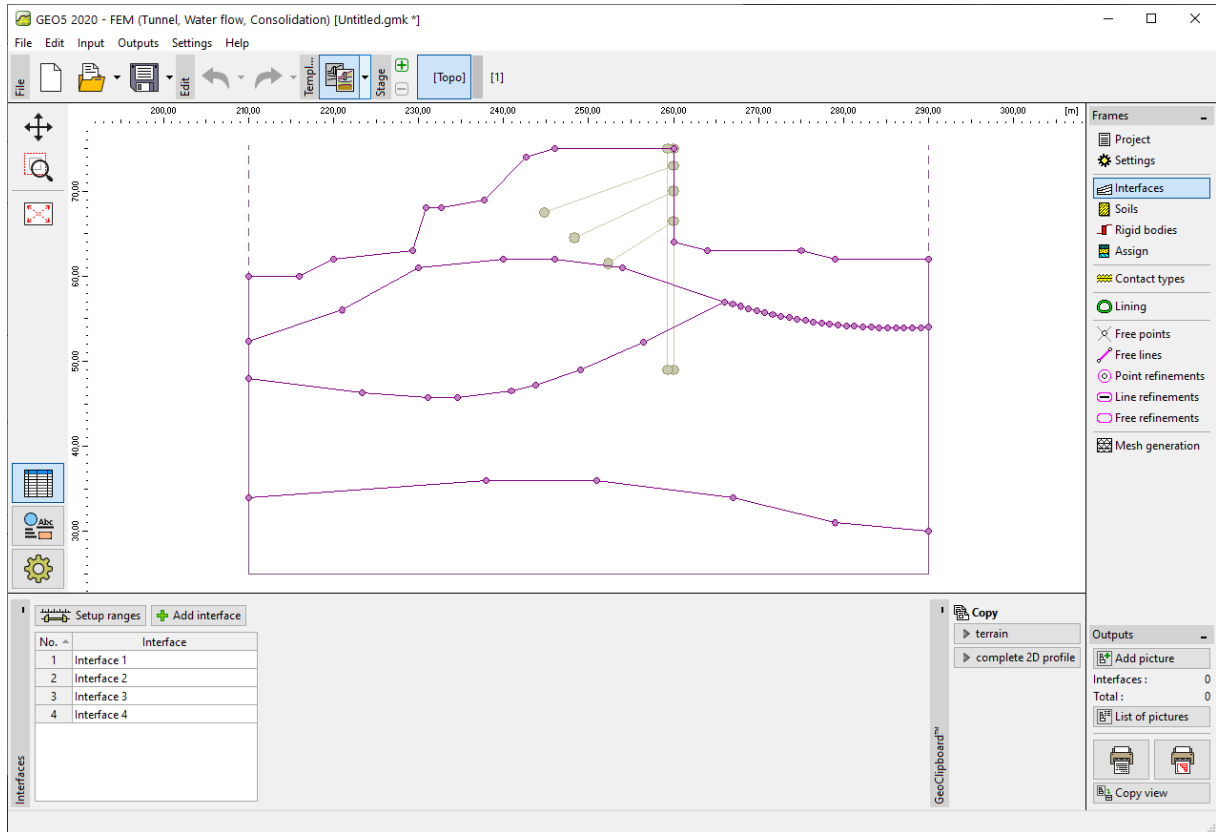 GEO5 2020 - FEM (Tunnel, Water flow, Consolidation) [Untitled.gmk *]
File Edit Input Outputs Settings Help
File
Edit
Templ...
Stage
[Topo]
[1]
200,00 210,00 220,00 230,00 240,00 250,00 260,00 270,00 280,00 290,00 300,00 [m]
70,00
60,00
50,00
40,00
30,00
Abc
Frames
Project
Settings
Interfaces
Soils
Rigid bodies
Assign
Contact types
Lining
Free points
Free lines
Point refinements
Line refinements
Free refinements
Mesh generation
Interfaces
Setup ranges Add interface
No. Interface
1 Interface 1
2 Interface 2
3 Interface 3
4 Interface 4
GeoClipboard™
Copy
terrain
complete 2D profile
Outputs
Add picture
Interfaces : 0
Total : 0
List of pictures
Copy view